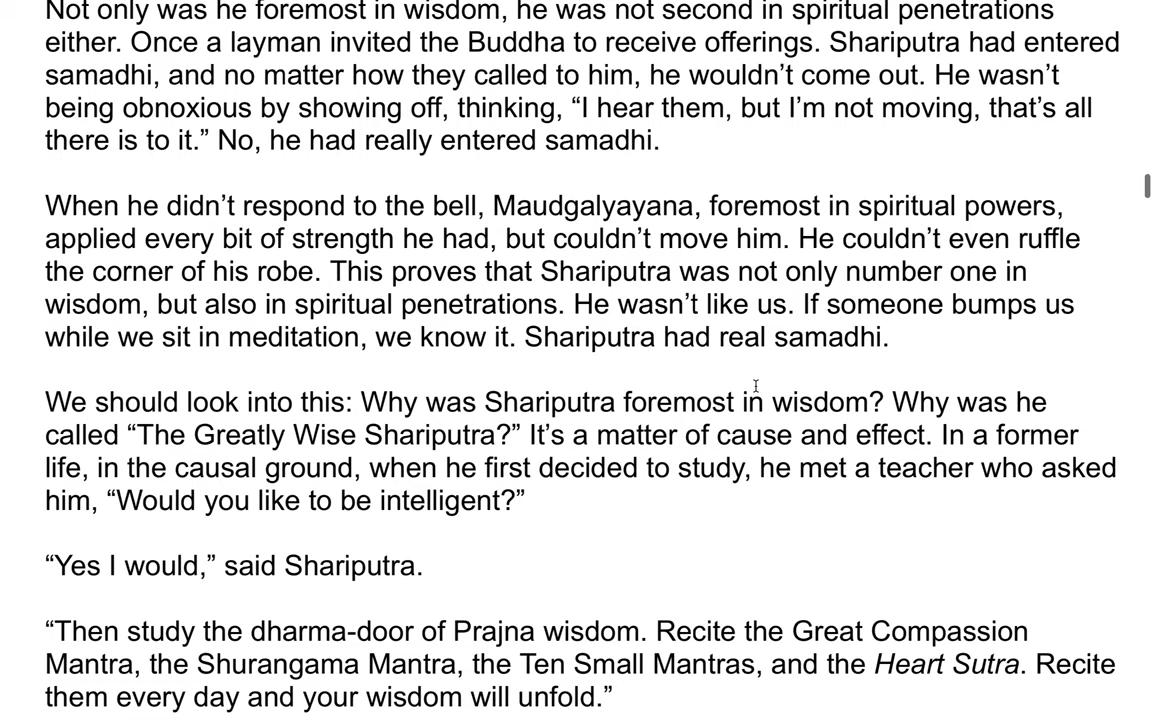 Not only was he foremost in wisdom, he was not second in spiritual penetrations
either. Once a layman invited the Buddha to receive offerings. Shariputra had entered
samadhi, and no matter how they called to him, he wouldn’t come out. He wasn’t
being obnoxious by showing off, thinking, “I hear them, but I’m not moving, that’s all
there is to it.” No, he had really entered samadhi.
When he didn’t respond to the bell, Maudgalyayana, foremost in spiritual powers,
applied every bit of strength he had, but couldn’t move him. He couldn’t even ruffle
the corner of his robe. This proves that Shariputra was not only number one in
wisdom, but also in spiritual penetrations. He wasn’t like us. If someone bumps us
while we sit in meditation, we know it. Shariputra had real samadhi.
We should look into this: Why was Shariputra foremost in wisdom? Why was he
called “The Greatly Wise Shariputra?” It’s a matter of cause and effect. In a former
life, in the causal ground, when he first decided to study, he met a teacher who asked
him, “Would you like to be intelligent?”
“Yes I would,” said Shariputra.
“Then study the dharma-door of Prajna wisdom. Recite the Great Compassion
Mantra, the Shurangama Mantra, the Ten Small Mantras, and the Heart Sutra. Recite
them every day and your wisdom will unfold.”